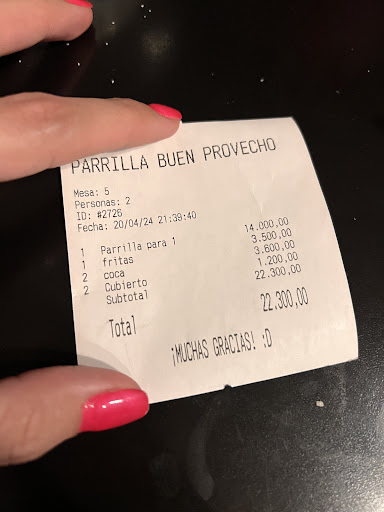 PARRILLA BUEN PROVECHO
Mesa: 5
Personas: 2
ID: #2726
Fecha: 20/04/24 21:39:40
1 Parrilla para 1 14.000,00
1 fritas 3.500,00
2 coca 3.600,00
2 Cubierto 1.200,00
Subtotal 22.300,00
Total 22.300,00
¡MUCHAS GRACIAS! :D